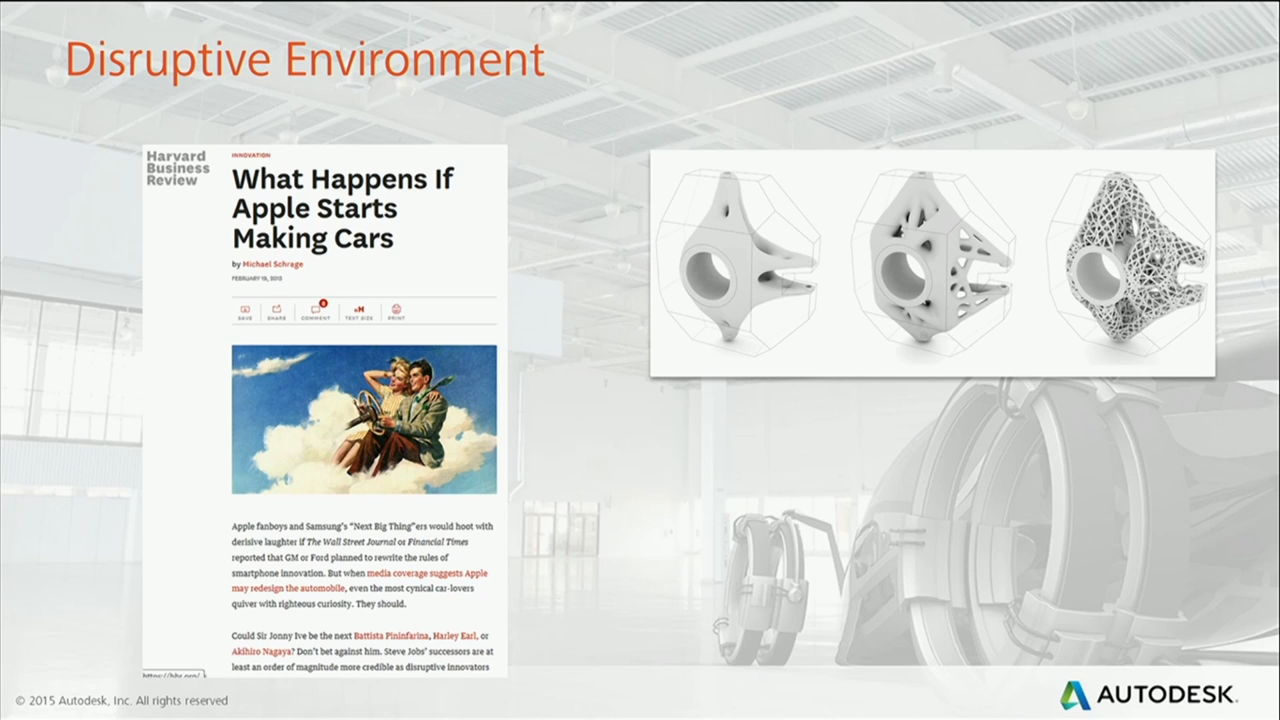 Disruptive Environment
Harvard
Business
Review
INNOVATION
What Happens If
Apple Starts
Making Cars
by Michael Schrage
FEBRUARY 19, 2015
SAVE SHARE COMMENT TEXT SIZE PRINT
Apple fanboys and Samsung's "Next Big Thing"ers would hoot with
derisive laughter if The Wall Street Journal or Financial Times
reported that GM or Ford planned to rewrite the rules of
smartphone innovation. But when media coverage suggests Apple
may redesign the automobile, even the most cynical car-lovers
quiver with righteous curiosity. They should.
Could Sir Jonny Ive be the next Battista Pininfarina, Harley Earl, or
Akihiro Nagaya? Don't bet against him. Steve Jobs' successors are at
least an order of magnitude more credible as disruptive innovators
© 2015 Autodesk, Inc. All rights reserved
AUTODESK